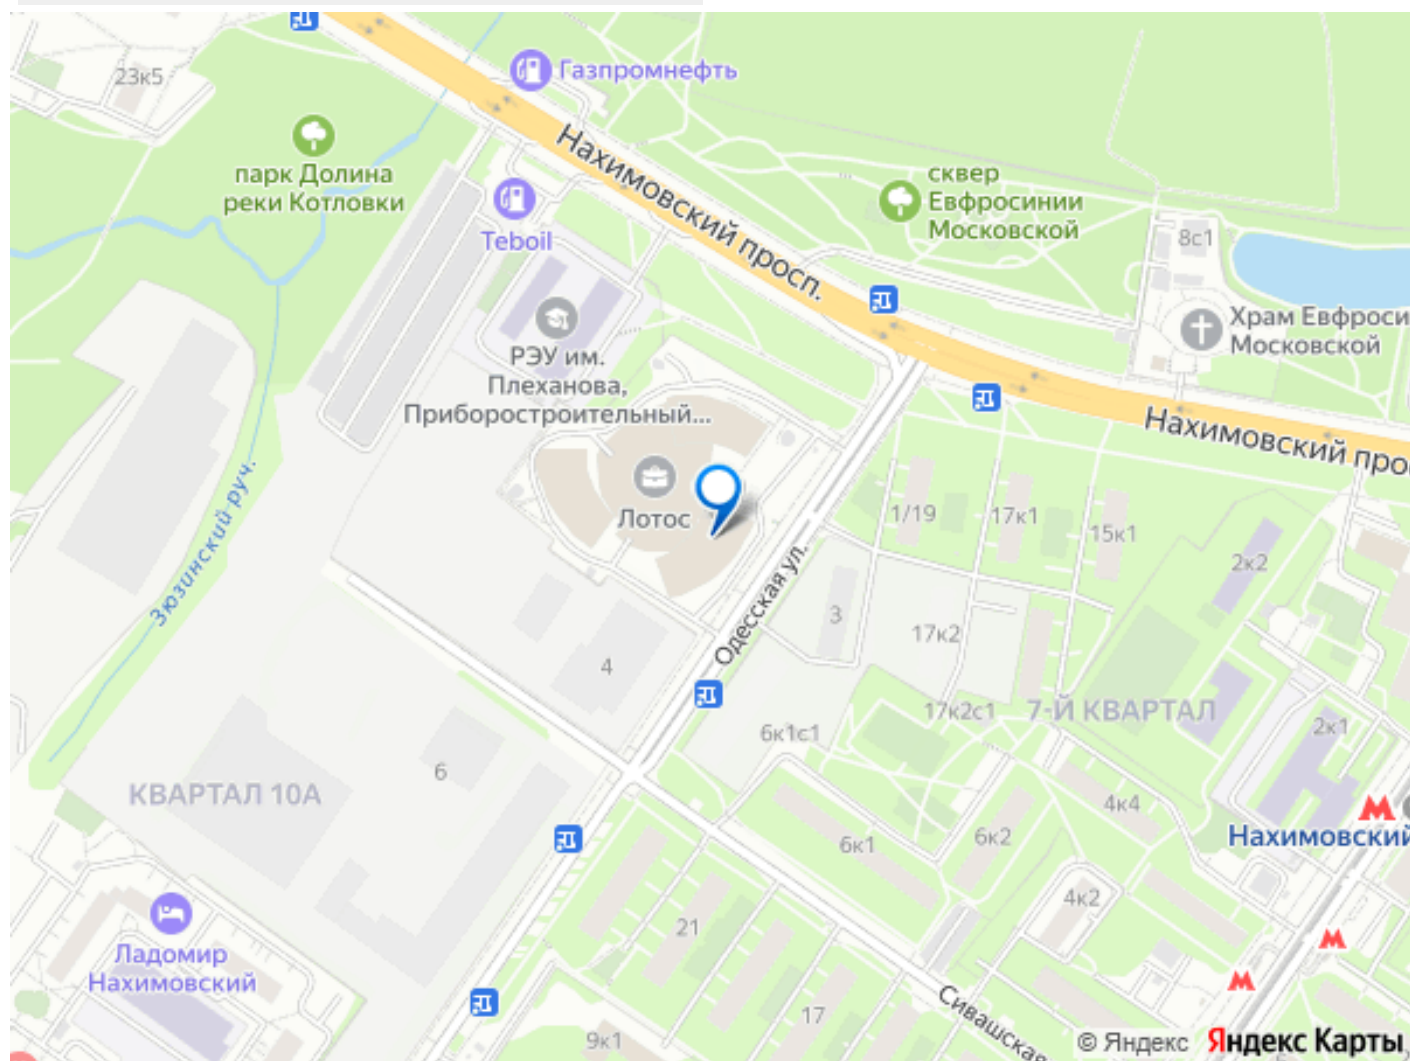 23к5
Газпромнефть
парк Долина
реки Котловки
Нахимовский просп.
сквер
Евфросинии
Московской
Teboil
8с1
РЭУ им.
Плеханова,
Приборостроительный...
Храм Евфроси
Московской
Нахимовский про
Лотос
Зюзинский руч.
1/19
17к1
15к1
2к2
Одесская ул.
3
17к2
4
17к2с1
7-Й КВАРТАЛ
6к1с1
2к1
6
КВАРТАЛ 10А
4к4
6к1
6к2
Нахимовский
4к2
21
Ладомир
Нахимовский
17
Сивашская
9к1
© Яндекс Яндекс Карты